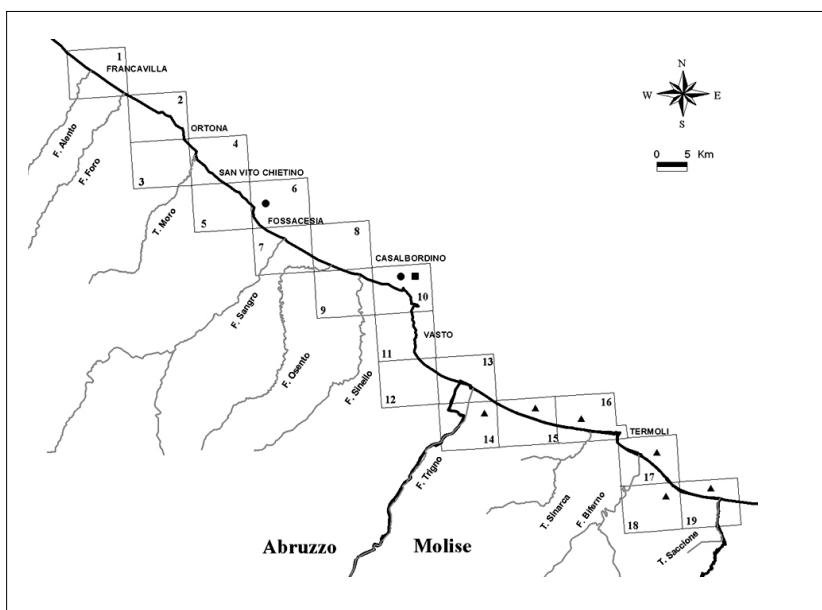 1
FRANCAVILLA
N
W E
S
2
F. Alento
F. Foro
ORTONA
0 5 Km
4
3
SAN VITO CHIETINO
6
T. Moro
5
FOSSACESIA
7
8
CASALBORDINO
F. Sangro
9
10
F. Osento
F. Sinello
VASTO
11
13
12
16
14
15
TERMOLI
F. Trigno
17
T. Sinarca
F. Biferno
18
19
T. Saccione
Abruzzo Molise